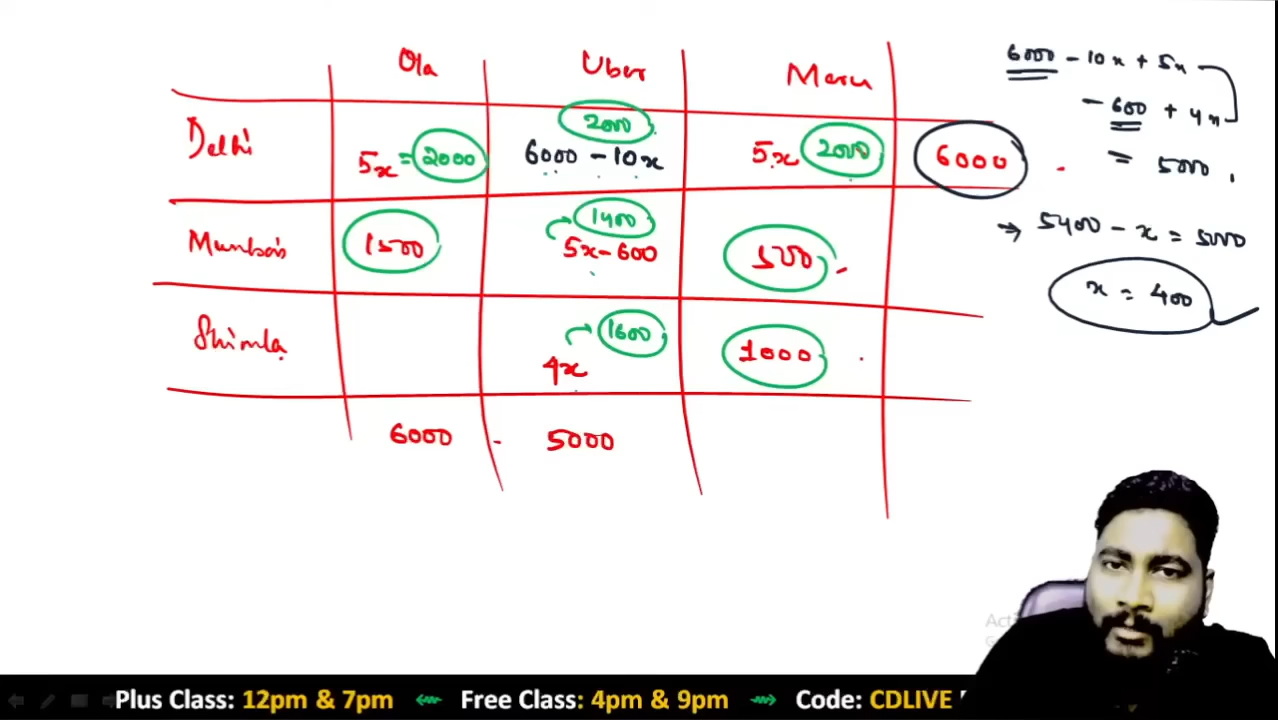 Ola Uber Maru
Delhi 5x = 2000 2000 6000 - 10x 5x 2000 6000
Mumbai 1500 1400 5x - 600 500
Shimla 1600 4x 1000
6000 - 5000
6000 - 10x + 5x
- 600 + 4x
= 5000
⇒ 5400 - x = 5000
x = 400
Plus Class: 12pm & 7pm Free Class: 4pm & 9pm Code: CDLIVE